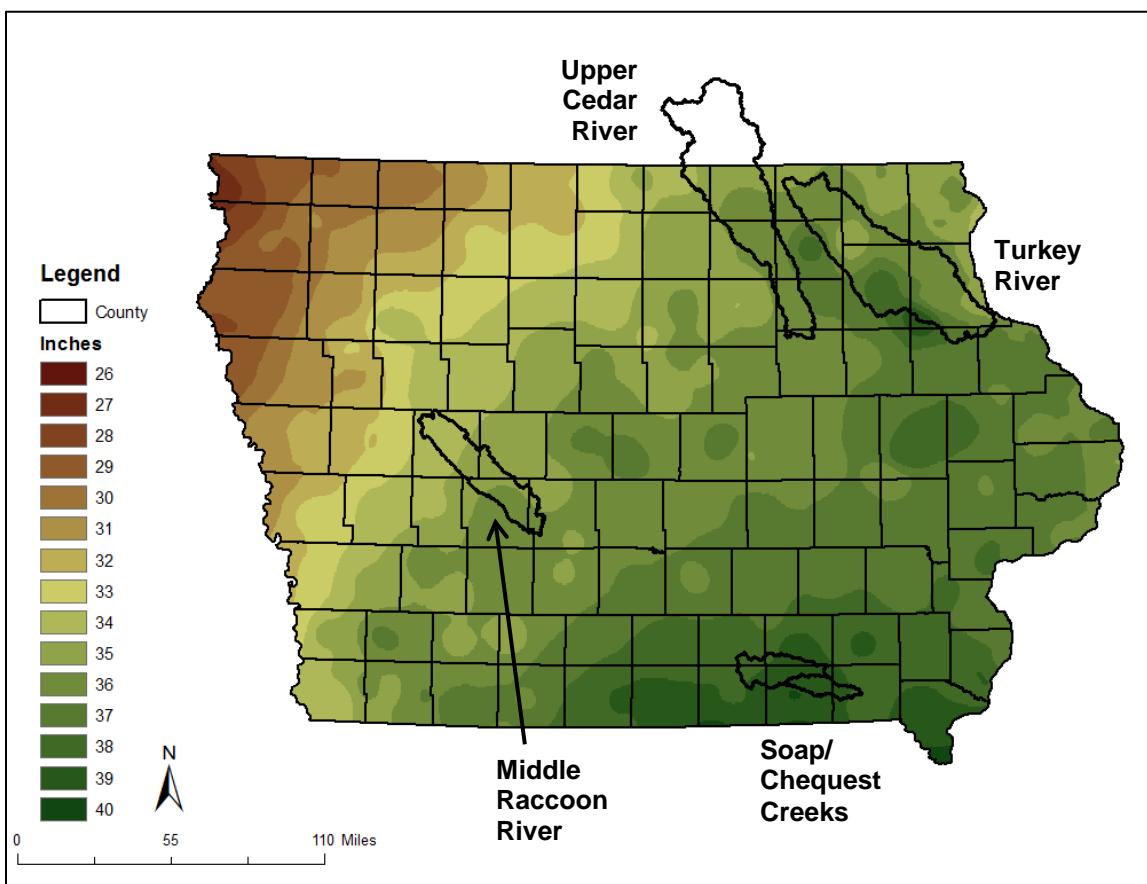 Upper
Cedar
River
Turkey
River
Legend
County
Inches
26
27
28
29
30
31
32
33
34
35
36
37
38
39
40
N
0 55 110 Miles
Middle
Raccoon
River
Soap/
Chequest
Creeks